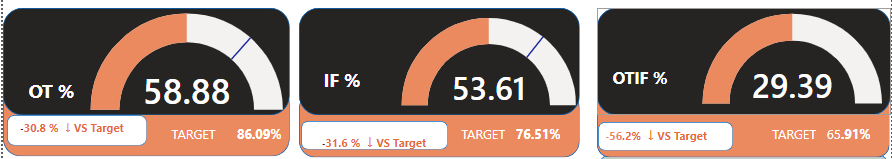 OT %
58.88
-30.8 % ↓ VS Target
TARGET 86.09%
IF %
53.61
-31.6 % ↓ VS Target
TARGET 76.51%
OTIF %
29.39
-56.2% ↓ VS Target
TARGET 65.91%